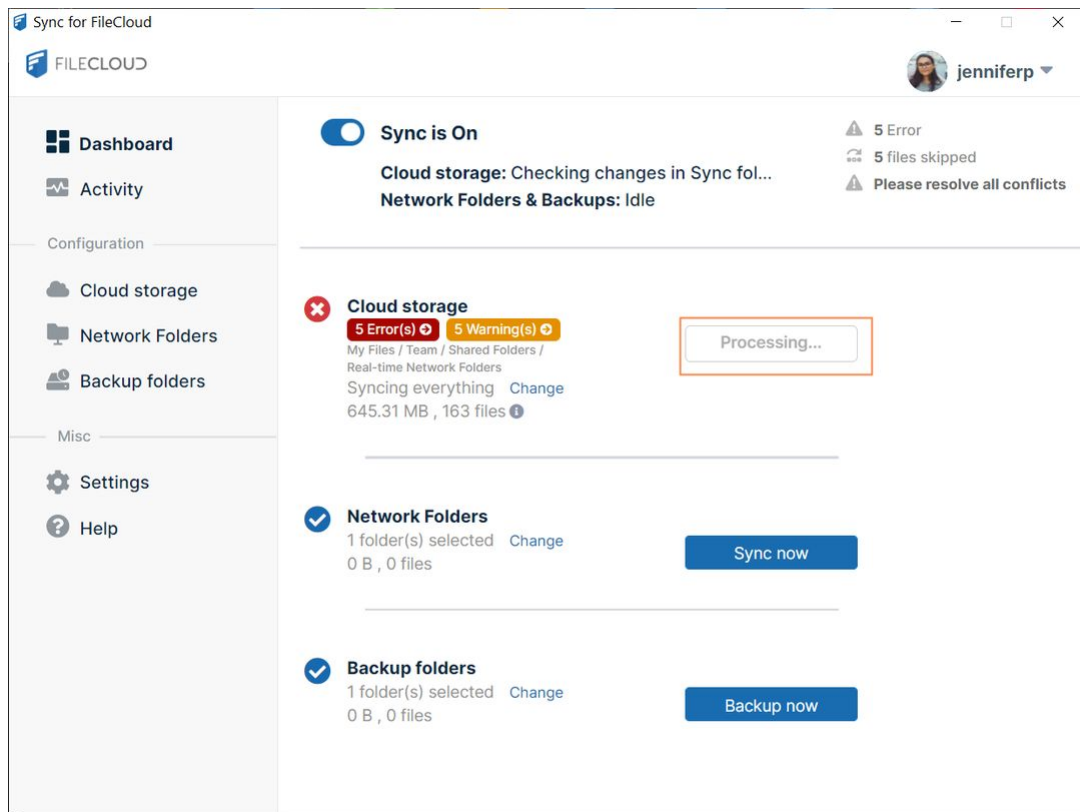 Sync for FileCloud
FILECLOUD
jenniferp
Dashboard
Activity
Configuration
Cloud storage
Network Folders
Backup folders
Misc
Settings
Help
Sync is On
Cloud storage: Checking changes in Sync fol...
Network Folders & Backups: Idle
5 Error
5 files skipped
Please resolve all conflicts
Cloud storage
5 Error(s) 5 Warning(s)
My Files / Team / Shared Folders /
Real-time Network Folders
Syncing everything Change
645.31 MB , 163 files
Processing...
Network Folders
1 folder(s) selected Change
0 B , 0 files
Sync now
Backup folders
1 folder(s) selected Change
0 B , 0 files
Backup now